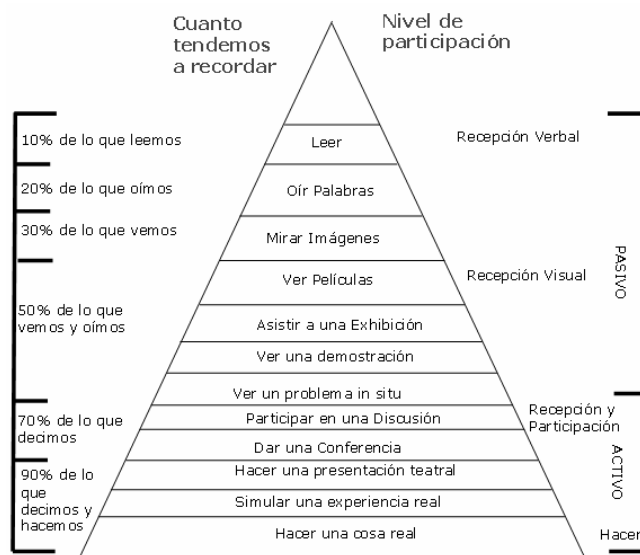 Cuanto
tendemos
a recordar
Nivel de
participación
10% de lo que leemos
Leer
Recepción Verbal
20% de lo que oímos
Oír Palabras
30% de lo que vemos
Mirar Imágenes
PASIVO
Ver Películas
Recepción Visual
50% de lo que
vemos y oímos
Asistir a una Exhibición
Ver una demostración
Ver un problema in situ
70% de lo que
decimos
Participar en una Discusión
Recepción y
Participación
Dar una Conferencia
ACTIVO
90% de lo
que
decimos y
hacemos
Hacer una presentación teatral
Simular una experiencia real
Hacer una cosa real
Hacer